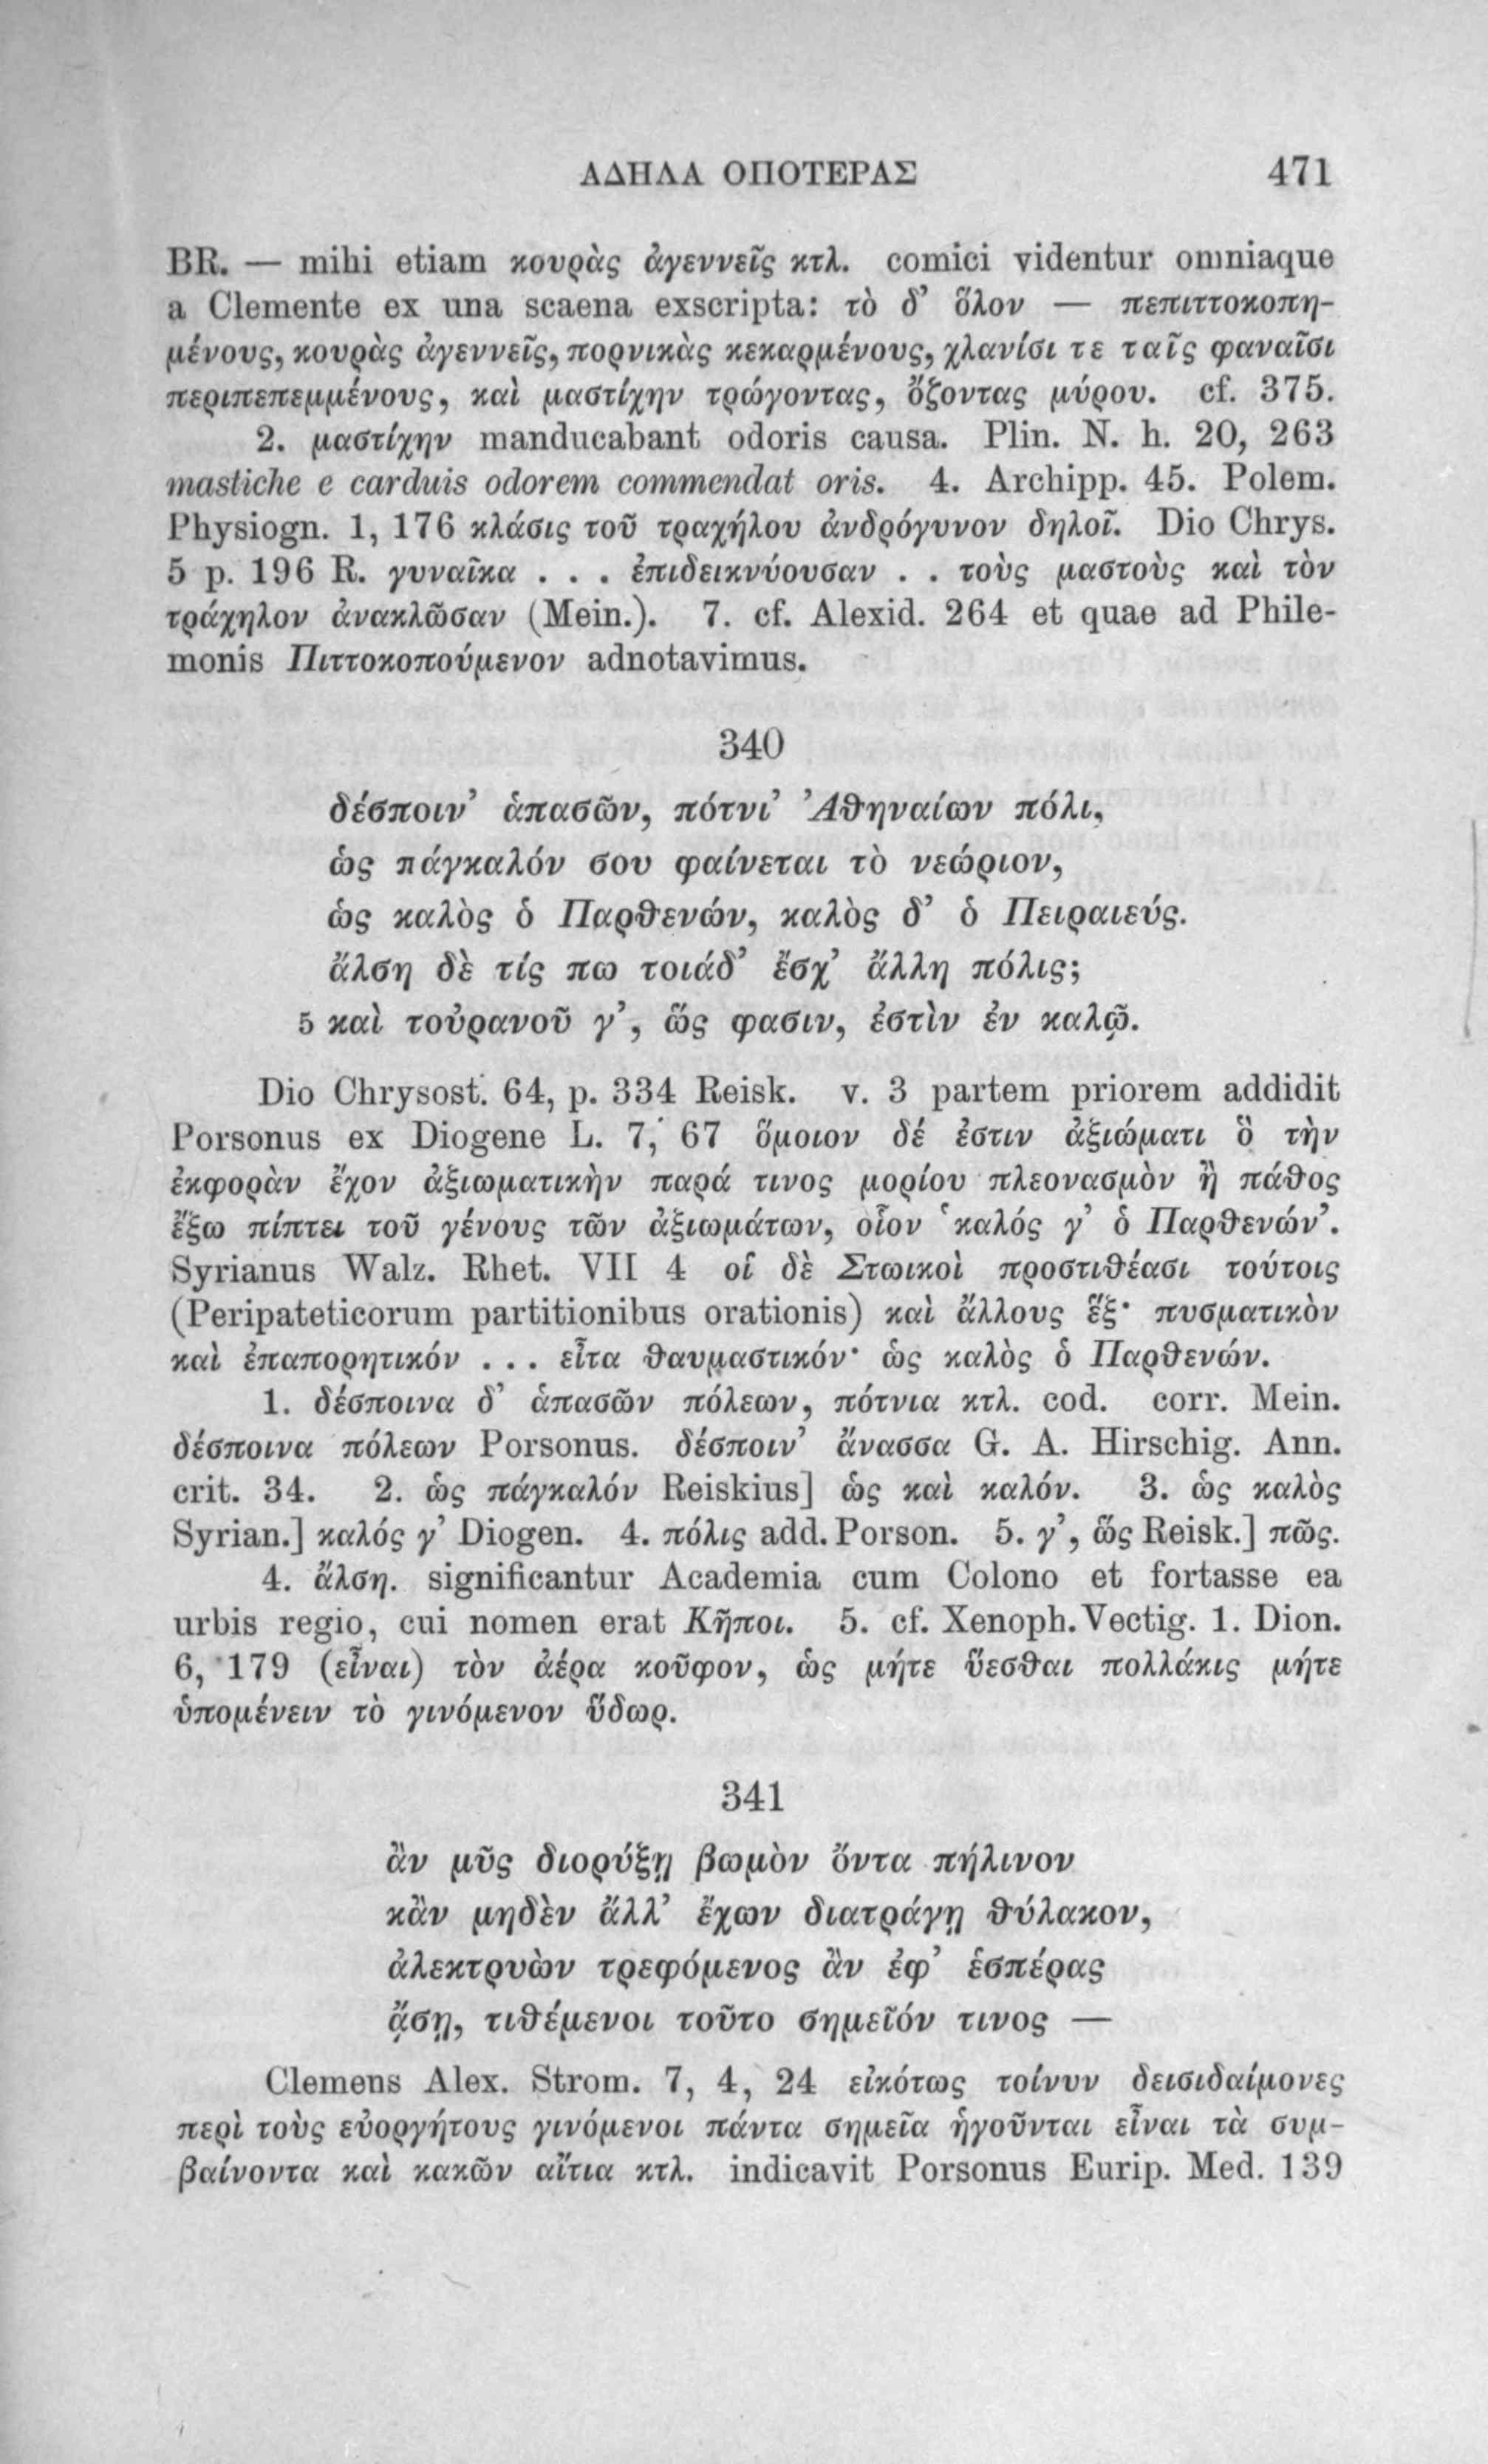 ΑΔΗΛΑ ΟΠΟΤΕΡΑΣ 471
BR. — mihi etiam κουρὰς ἀγεννεῖς κτλ. comici videntur omniaque
a Clemente ex una scaena exscripta: τὸ δ’ ὅλον — πεπιττοκοπη-
μένους, κουρὰς ἀγεννεῖς, πορνικὰς κεκαρμένους, χλανίσι τε ταῖς φαναῖσι
περιπεπεμμένους, καὶ μαστίχην τρώγοντας, ὄζοντας μύρου. cf. 375.
2. μαστίχην manducabant odoris causa. Plin. N. h. 20, 263
mastiche e carduis odorem commendat oris. 4. Archipp. 45. Polem.
Physiogn. 1, 176 κλάσις τοῦ τραχήλου ἀνδρόγυνον δηλοῖ. Dio Chrys.
5 p. 196 R. γυναῖκα . . . ἐπιδεικνύουσαν . . τοὺς μαστοὺς καὶ τὸν
τράχηλον ἀνακλῶσαν (Mein.). 7. cf. Alexid. 264 et quae ad Phile-
monis Πιττοκοπούμενον adnotavimus.
340
δέσποιν’ ἁπασῶν, πότνι’ Ἀθηναίων πόλι,
ὡς πάγκαλόν σου φαίνεται τὸ νεώριον,
ὡς καλὸς ὁ Παρθενών, καλὸς δ’ ὁ Πειραιεύς.
ἄλση δὲ τίς πω τοιάδ’ ἔσχ’ ἄλλη πόλις;
5 καὶ τοὐρανοῦ γ’, ὥς φασιν, ἐστὶν ἐν καλῷ.
Dio Chrysost. 64, p. 334 Reisk. v. 3 partem priorem addidit
Porsonus ex Diogene L. 7, 67 ὅμοιον δέ ἐστιν ἀξιώματι ὃ τὴν
ἐκφορὰν ἔχον ἀξιωματικὴν παρά τινος μορίου πλεονασμὸν ἢ πάθος
ἔξω πίπτει τοῦ γένους τῶν ἀξιωμάτων, οἷον ‘καλός γ’ ὁ Παρθενών’.
Syrianus Walz. Rhet. VII 4 οἱ δὲ Στωικοὶ προστιθέασι τούτοις
(Peripateticorum partitionibus orationis) καὶ ἄλλους ἕξ· πυσματικὸν
καὶ ἐπαπορητικόν . . . εἶτα θαυμαστικόν· ὡς καλὸς ὁ Παρθενών.
1. δέσποινα δ’ ἁπασῶν πόλεων, πότνια κτλ. cod. corr. Mein.
δέσποινα πόλεων Porsonus. δέσποιν’ ἄνασσα G. A. Hirschig. Ann.
crit. 34. 2. ὡς πάγκαλόν Reiskius] ὡς καὶ καλόν. 3. ὡς καλὸς
Syrian.] καλός γ’ Diogen. 4. πόλις add. Porson. 5. γ’, ὥς Reisk.] πῶς.
4. ἄλση. significantur Academia cum Colono et fortasse ea
urbis regio, cui nomen erat Κῆποι. 5. cf. Xenoph. Vectig. 1. Dion.
6, 179 (εἶναι) τὸν ἀέρα κοῦφον, ὡς μήτε ὕεσθαι πολλάκις μήτε
ὑπομένειν τὸ γινόμενον ὕδωρ.
341
ἂν μῦς διορύξῃ βωμὸν ὄντα πήλινον
κἂν μηδὲν ἄλλ’ ἔχων διατράγῃ θύλακον,
ἀλεκτρυὼν τρεφόμενος ἂν ἐφ’ ἑσπέρας
ᾄσῃ, τιθέμενοι τοῦτο σημεῖόν τινος —
Clemens Alex. Strom. 7, 4, 24 εἰκότως τοίνυν δεισιδαίμονες
περὶ τοὺς εὐοργήτους γινόμενοι πάντα σημεῖα ἡγοῦνται εἶναι τὰ συμ-
βαίνοντα καὶ κακῶν αἴτια κτλ. indicavit Porsonus Eurip. Med. 139